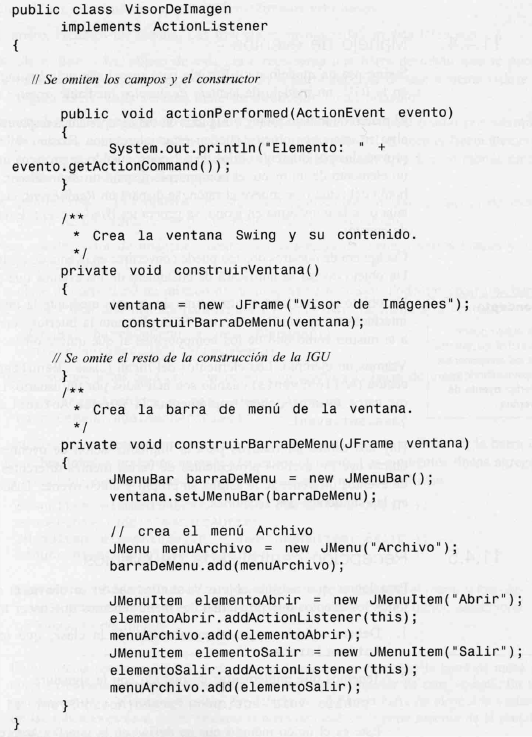 public class VisorDeImagen
implements ActionListener
{
// Se omiten los campos y el constructor
public void actionPerformed(ActionEvent evento)
{
System.out.println("Elemento: " +
evento.getActionCommand());
}
/**
* Crea la ventana Swing y su contenido.
*/
private void construirVentana()
{
ventana = new JFrame("Visor de Imágenes");
construirBarraDeMenu(ventana);
// Se omite el resto de la construcción de la IGU
}
/**
* Crea la barra de menú de la ventana.
*/
private void construirBarraDeMenu(JFrame ventana)
{
JMenuBar barraDeMenu = new JMenuBar();
ventana.setJMenuBar(barraDeMenu);
// crea el menú Archivo
JMenu menuArchivo = new JMenu("Archivo");
barraDeMenu.add(menuArchivo);
JMenuItem elementoAbrir = new JMenuItem("Abrir");
elementoAbrir.addActionListener(this);
menuArchivo.add(elementoAbrir);
JMenuItem elementoSalir = new JMenuItem("Salir");
elementoSalir.addActionListener(this);
menuArchivo.add(elementoSalir);
}
}